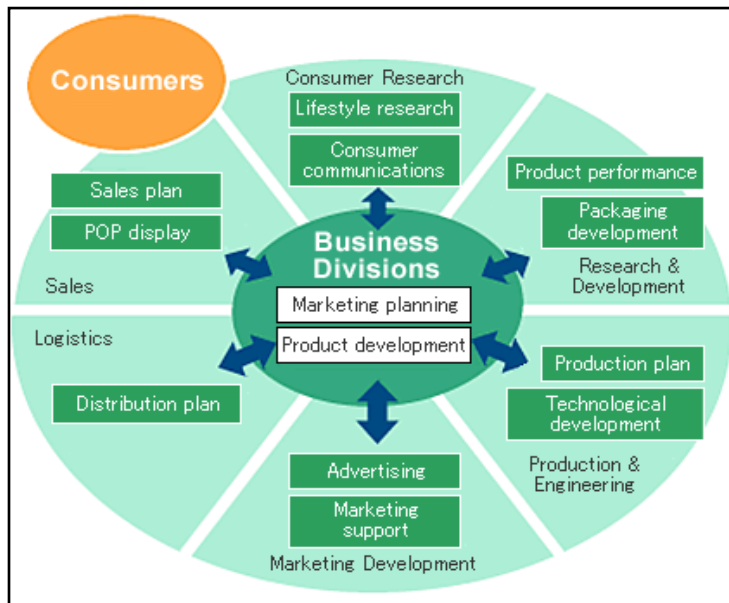 Consumers
Consumer Research
Lifestyle research
Consumer
communications
Product performance
Packaging
development
Research &
Development
Sales plan
POP display
Sales
Business
Divisions
Marketing planning
Product development
Logistics
Distribution plan
Production plan
Technological
development
Production &
Engineering
Advertising
Marketing
support
Marketing Development